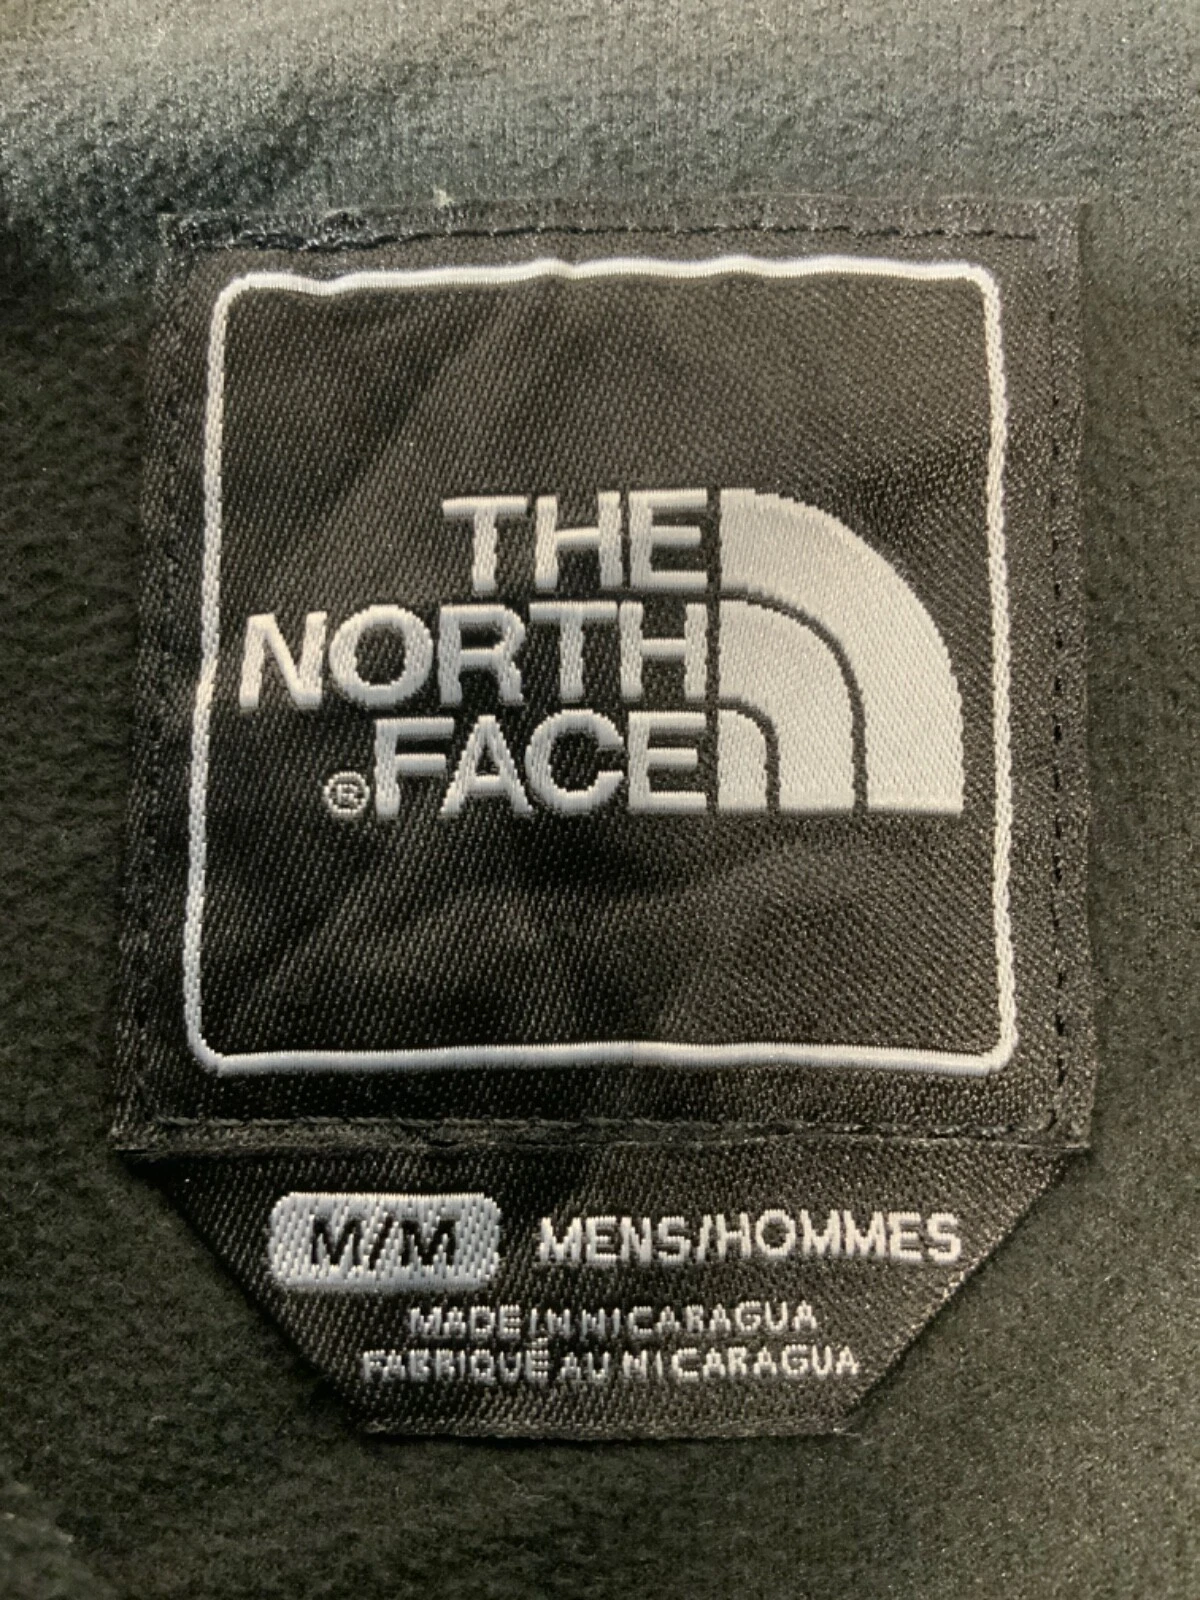 THE
NORTH
®FACE
M/M MENS/HOMMES
MADE IN NICARAGUA
FABRIQUÉ AU NICARAGUA